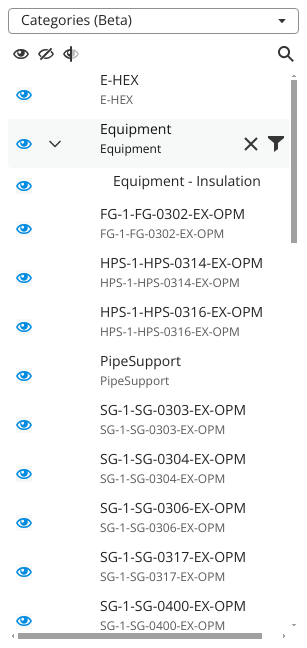 Categories (Beta)
E-HEX
E-HEX
Equipment
Equipment
Equipment - Insulation
FG-1-FG-0302-EX-OPM
FG-1-FG-0302-EX-OPM
HPS-1-HPS-0314-EX-OPM
HPS-1-HPS-0314-EX-OPM
HPS-1-HPS-0316-EX-OPM
HPS-1-HPS-0316-EX-OPM
PipeSupport
PipeSupport
SG-1-SG-0303-EX-OPM
SG-1-SG-0303-EX-OPM
SG-1-SG-0304-EX-OPM
SG-1-SG-0304-EX-OPM
SG-1-SG-0306-EX-OPM
SG-1-SG-0306-EX-OPM
SG-1-SG-0317-EX-OPM
SG-1-SG-0317-EX-OPM
SG-1-SG-0400-EX-OPM
SG-1-SG-0400-EX-OPM